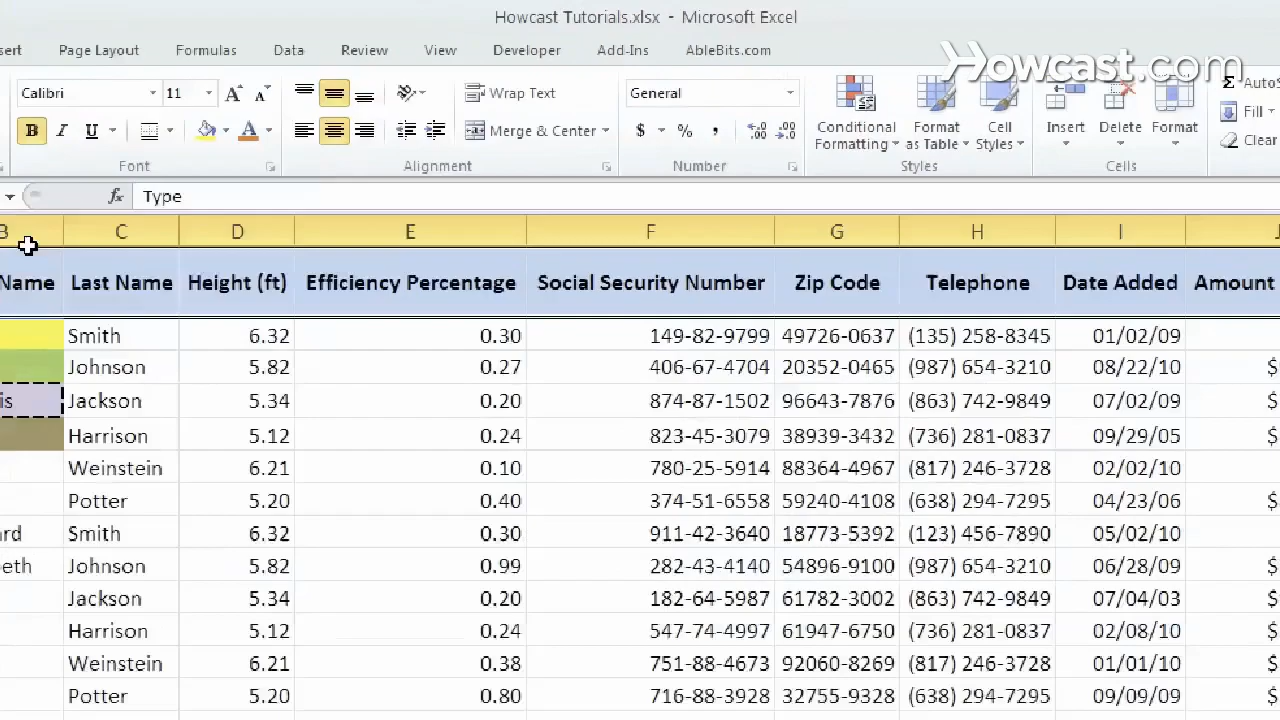 Howcast Tutorials.xlsx - Microsoft Excel
sert Page Layout Formulas Data Review View Developer Add-Ins AbleBits.com
Howcast.com
Calibri 11 A A Wrap Text General Σ AutoS
B I U A Merge & Center $ % , Conditional Formatting Format as Table Cell Styles Insert Delete Format Fill Clear
Font Alignment Number Styles Cells
fx Type
B C D E F G H I J
Name Last Name Height (ft) Efficiency Percentage Social Security Number Zip Code Telephone Date Added Amount
Smith 6.32 0.30 149-82-9799 49726-0637 (135) 258-8345 01/02/09
Johnson 5.82 0.27 406-67-4704 20352-0465 (987) 654-3210 08/22/10 $
is Jackson 5.34 0.20 874-87-1502 96643-7876 (863) 742-9849 07/02/09 $
Harrison 5.12 0.24 823-45-3079 38939-3432 (736) 281-0837 09/29/05 $
Weinstein 6.21 0.10 780-25-5914 88364-4967 (817) 246-3728 02/02/10
Potter 5.20 0.40 374-51-6558 59240-4108 (638) 294-7295 04/23/06 $
ard Smith 6.32 0.30 911-42-3640 18773-5392 (123) 456-7890 05/02/10
eth Johnson 5.82 0.99 282-43-4140 54896-9100 (987) 654-3210 06/28/09 $
Jackson 5.34 0.20 182-64-5987 61782-3002 (863) 742-9849 07/04/03 $
Harrison 5.12 0.24 547-74-4997 61947-6750 (736) 281-0837 02/08/10 $
Weinstein 6.21 0.38 751-88-4673 92060-8269 (817) 246-3728 01/01/10 $
Potter 5.20 0.80 716-88-3928 32755-9328 (638) 294-7295 09/09/09 $